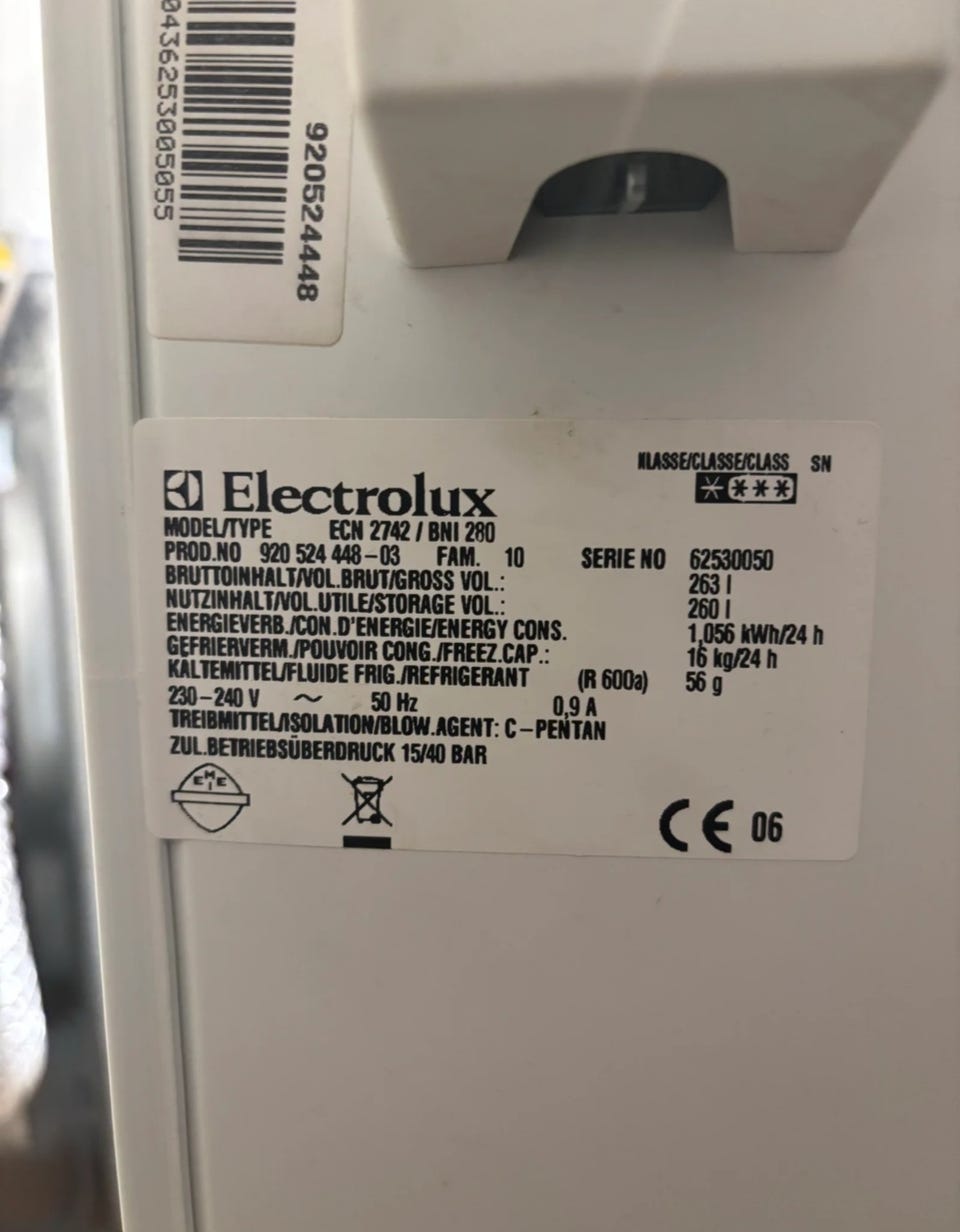 04362530050​55
920524448
Electrolux
KLASSE/CLASSE/CLASS SN
MODEL/TYPE ECN 2742 / BNI 280
PROD.NO 920 524 448-03 FAM. 10 SERIE NO 62530050
BRUTTOINHALT/VOL.BRUT/GROSS VOL.: 263 l
NUTZINHALT/VOL.UTILE/STORAGE VOL.: 260 l
ENERGIEVERB./CON.D'ENERGIE/ENERGY CONS. 1,056 kWh/24 h
GEFRIERVERM./POUVOIR CONG./FREEZ.CAP.: 16 kg/24 h
KALTEMITTEL/FLUIDE FRIG./REFRIGERANT (R 600a) 56 g
230-240 V ~ 50 Hz 0,9 A
TREIBMITTEL/ISOLATION/BLOW.AGENT: C-PENTAN
ZUL.BETRIEBSÜBERDRUCK 15/40 BAR
EMEI
CE 06